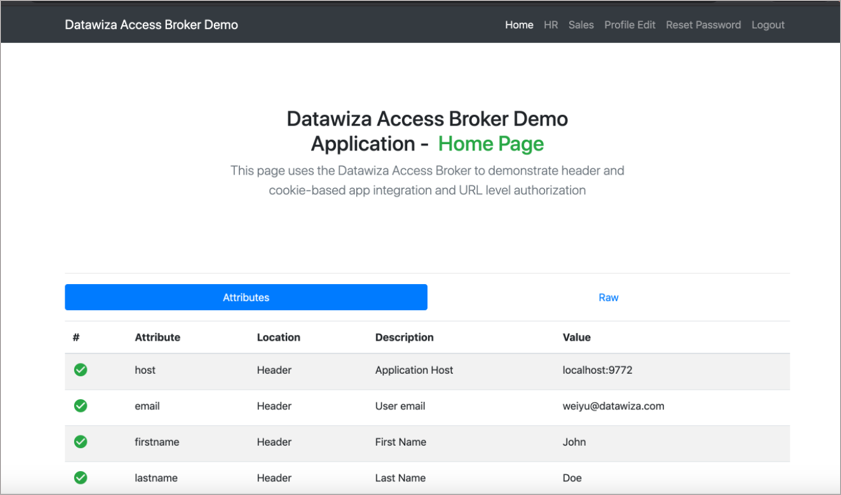 Datawiza Access Broker Demo Home HR Sales Profile Edit Reset Password Logout
Datawiza Access Broker Demo
Application - Home Page
This page uses the Datawiza Access Broker to demonstrate header and
cookie-based app integration and URL level authorization
Attributes Raw
# Attribute Location Description Value
host Header Application Host localhost:9772
email Header User email weiyu@datawiza.com
firstname Header First Name John
lastname Header Last Name Doe